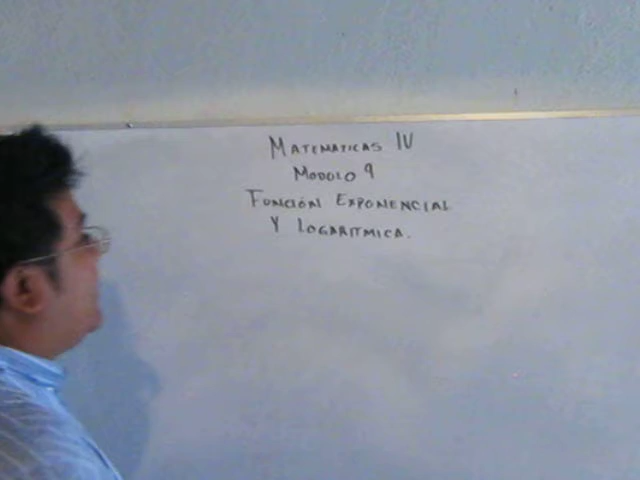 MATEMATICAS IV
MODULO 9
FUNCIÓN EXPONENCIAL
Y LOGARITMICA.